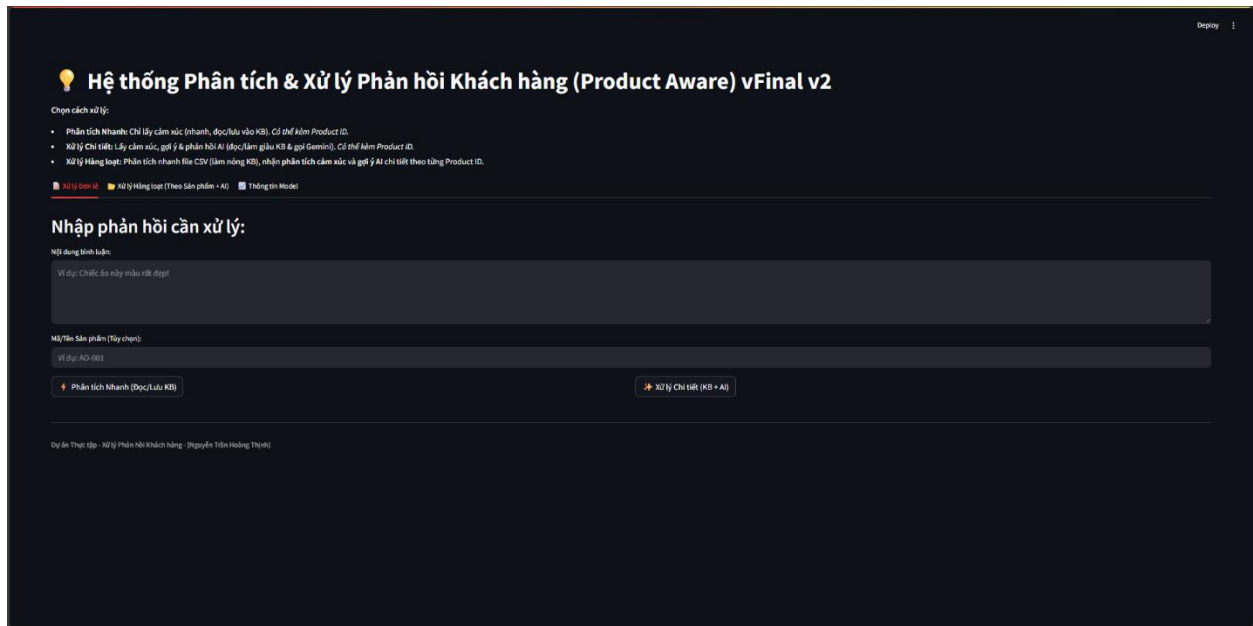 Deploy
Hệ thống Phân tích & Xử lý Phản hồi Khách hàng (Product Aware) vFinal v2
Chọn cách xử lý:
Phân tích Nhanh: Chỉ lấy cảm xúc (nhanh, đọc/lưu vào KB). Có thể kèm Product ID.
Xử lý Chi tiết: Lấy cảm xúc, gợi ý & phản hồi AI (đọc/làm giàu KB & gọi Gemini). Có thể kèm Product ID.
Xử lý Hàng loạt: Phân tích nhanh file CSV (làm nóng KB), nhận phân tích cảm xúc và gợi ý AI chi tiết theo từng Product ID.
Xử lý Đơn lẻ Xử lý Hàng loạt (Theo Sản phẩm + AI) Thông tin Model
Nhập phản hồi cần xử lý:
Nội dung bình luận:
Ví dụ: Chiếc áo này màu rất đẹp!
Mã/Tên Sản phẩm (Tùy chọn):
Ví dụ: AO-001
Phân tích Nhanh (Đọc/Lưu KB) Xử lý Chi tiết (KB + AI)
Dự án Thực tập - Xử lý Phản hồi Khách hàng - [Nguyễn Trần Hoàng Thịnh]